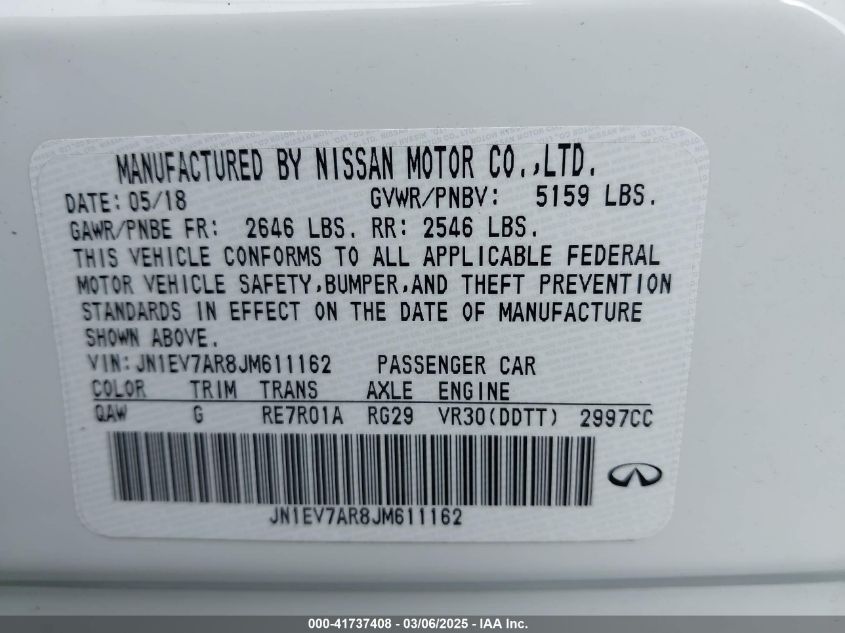 MANUFACTURED BY NISSAN MOTOR CO.,LTD.
DATE: 05/18 GVWR/PNBV: 5159 LBS.
GAWR/PNBE FR: 2646 LBS. RR: 2546 LBS.
THIS VEHICLE CONFORMS TO ALL APPLICABLE FEDERAL
MOTOR VEHICLE SAFETY,BUMPER,AND THEFT PREVENTION
STANDARDS IN EFFECT ON THE DATE OF MANUFACTURE
SHOWN ABOVE.
VIN: JN1EV7AR8JM611162 PASSENGER CAR
COLOR TRIM TRANS AXLE ENGINE
QAW G RE7R01A RG29 VR30(DDTT) 2997CC
JN1EV7AR8JM611162
000-41737408 - 03/06/2025 - IAA Inc.